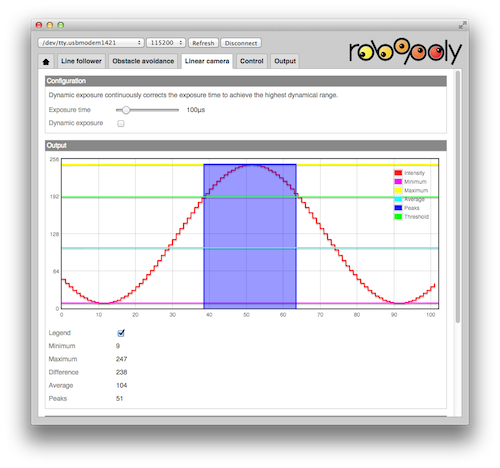 /dev/tty.usbmodem1421 115200 Refresh Disconnect
robopoly
Line follower Obstacle avoidance Linear camera Control Output
Configuration
Dynamic exposure continuously corrects the exposure time to achieve the highest dynamical range.
Exposure time 100µs
Dynamic exposure
Output
256
192
128
64
0
0 10 20 30 40 50 60 70 80 90 100
Intensity
Minimum
Maximum
Average
Peaks
Threshold
Legend
Minimum 9
Maximum 247
Difference 238
Average 104
Peaks 51